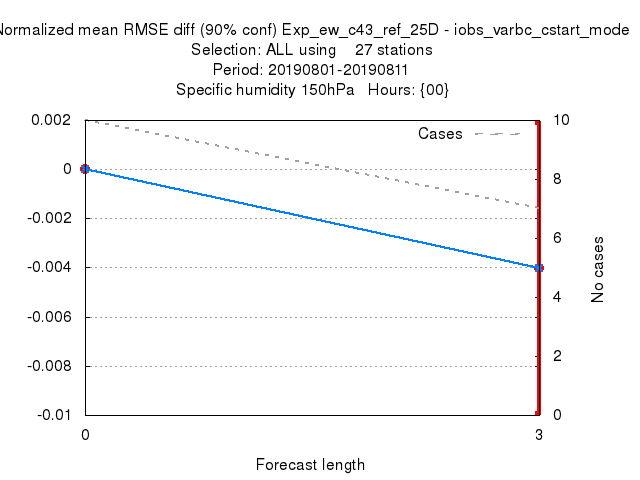 Normalized mean RMSE diff (90% conf) Exp_ew_c43_ref_25D - iobs_varbc_cstart_mode
Selection: ALL using 27 stations
Period: 20190801-20190811
Specific humidity 150hPa Hours: {00}
0.002
0
-0.002
-0.004
-0.006
-0.008
-0.01
Cases
10
8
6
4
2
0
No cases
0
3
Forecast length